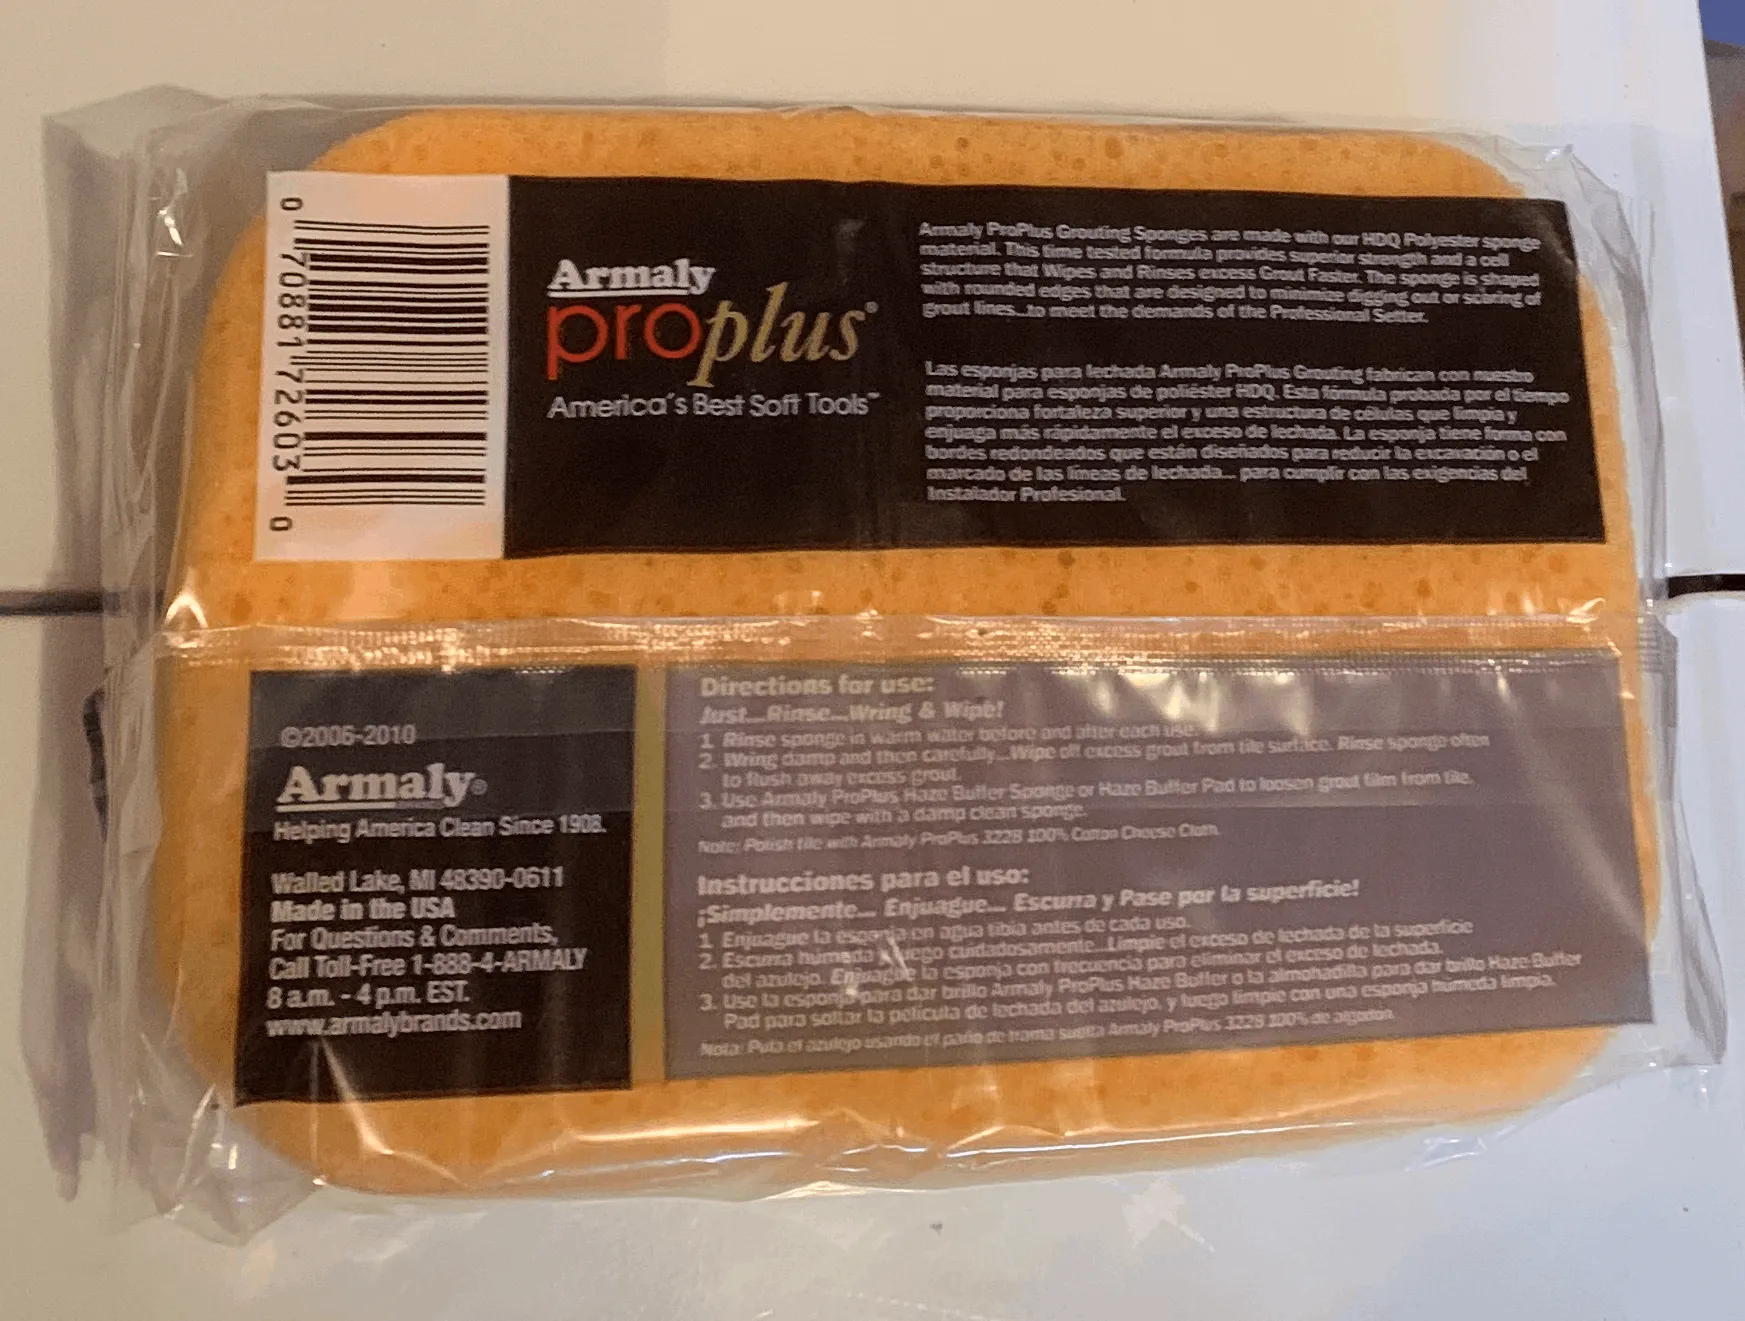 0 70881 72603 0
Armaly
proplus®
America's Best Soft Tools™
Armaly ProPlus Grouting Sponges are made with our HDQ Polyester sponge
material. This time tested formula provides superior strength and a cell
structure that Wipes and Rinses excess Grout Faster. The sponge is shaped
with rounded edges that are designed to minimize digging out or scoring of
grout lines...to meet the demands of the Professional Setter.
Las esponjas para lechada Armaly ProPlus Grouting fabrican con nuestro
material para esponjas de poliéster HDQ. Esta fórmula probada por el tiempo
proporciona fortaleza superior y una estructura de células que limpia y
enjuaga más rápidamente el exceso de lechada. La esponja tiene forma con
bordes redondeados que están diseñados para reducir la excavación o el
marcado de las líneas de lechada... para cumplir con las exigencias del
Instalador Profesional.
©2006-2010
Armaly®
Helping America Clean Since 1908.
Walled Lake, MI 48390-0611
Made in the USA
For Questions & Comments,
Call Toll-Free 1-888-4-ARMALY
8 a.m. - 4 p.m. EST.
www.armalybrands.com
Directions for use:
Just...Rinse...Wring & Wipe!
1. Rinse sponge in warm water before and after each use.
2. Wring damp and then carefully...Wipe off excess grout from tile surface. Rinse sponge often
to flush away excess grout.
3. Use Armaly ProPlus Haze Buffer Sponge or Haze Buffer Pad to loosen grout film from tile,
and then wipe with a damp clean sponge.
Note: Polish tile with Armaly ProPlus 3228 100% Cotton Cheese Cloth.
Instrucciones para el uso:
¡Simplemente... Enjuague... Escurra y Pase por la superficie!
1. Enjuague la esponja en agua tibia antes de cada uso.
2. Escurra húmeda y luego cuidadosamente...Limpie el exceso de lechada de la superficie
del azulejo. Enjuague la esponja con frecuencia para eliminar el exceso de lechada.
3. Use la esponja para dar brillo Armaly ProPlus Haze Buffer o la almohadilla para dar brillo Haze Buffer
Pad para soltar la película de lechada del azulejo, y luego limpie con una esponja húmeda limpia.
Nota: Pula el azulejo usando el paño de trama suelta Armaly ProPlus 3228 100% de algodón.